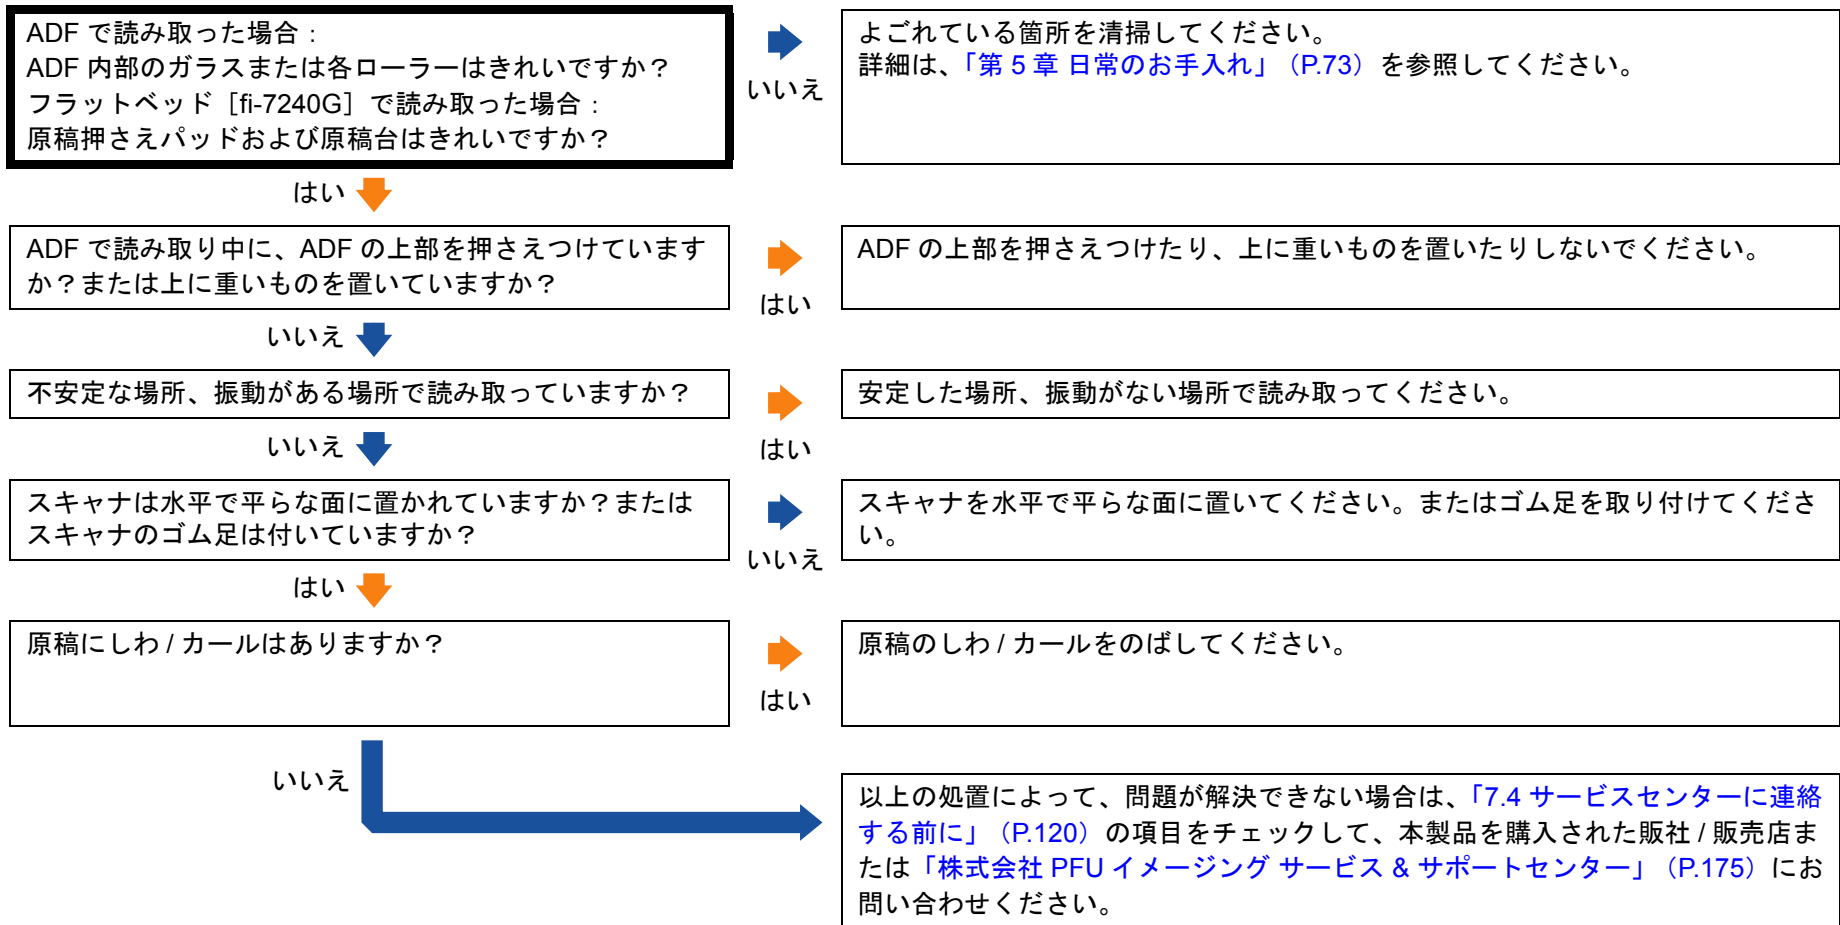 ADF で読み取った場合：
ADF 内部のガラスまたは各ローラーはきれいですか？
フラットベッド［fi-7240G］で読み取った場合：
原稿押さえパッドおよび原稿台はきれいですか？
いいえ
よごれている箇所を清掃してください。
詳細は、「第 5 章 日常のお手入れ」（P.73）を参照してください。
はい
ADF で読み取り中に、ADF の上部を押さえつけています
か？または上に重いものを置いていますか？
はい
ADF の上部を押さえつけたり、上に重いものを置いたりしないでください。
いいえ
不安定な場所、振動がある場所で読み取っていますか？
はい
安定した場所、振動がない場所で読み取ってください。
いいえ
スキャナは水平で平らな面に置かれていますか？または
スキャナのゴム足は付いていますか？
いいえ
スキャナを水平で平らな面に置いてください。またはゴム足を取り付けてくださ
い。
はい
原稿にしわ / カールはありますか？
はい
原稿のしわ / カールをのばしてください。
いいえ
以上の処置によって、問題が解決できない場合は、「7.4 サービスセンターに連絡
する前に」（P.120）の項目をチェックして、本製品を購入された販社 / 販売店ま
たは「株式会社 PFU イメージング サービス & サポートセンター」（P.175）にお
問い合わせください。